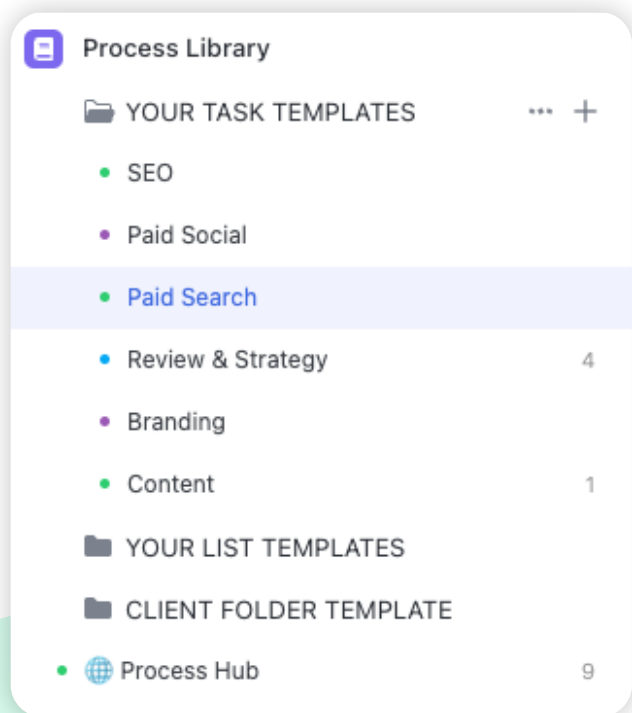 Process Library
YOUR TASK TEMPLATES
SEO
Paid Social
Paid Search
Review & Strategy 4
Branding
Content 1
YOUR LIST TEMPLATES
CLIENT FOLDER TEMPLATE
Process Hub 9